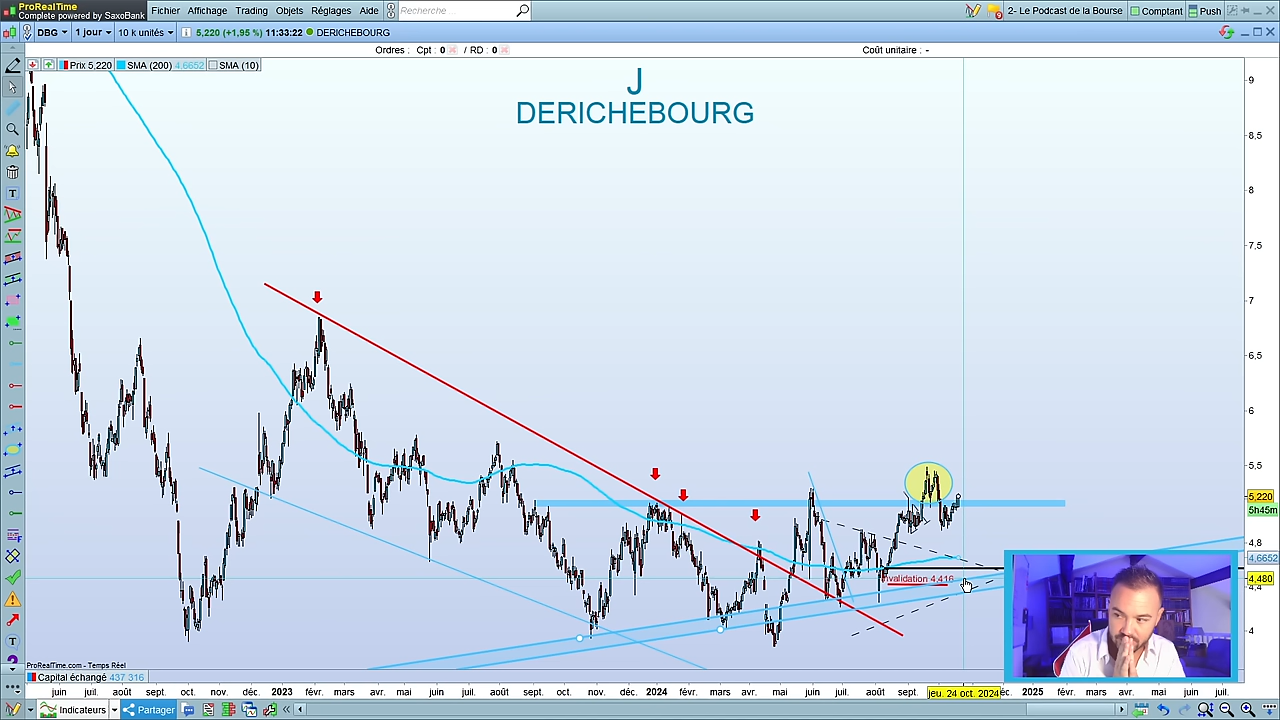 ProRealTime
Complete powered by SaxoBank
Fichier Affichage Trading Objets Réglages Aide Recherche...
2- Le Podcast de la Bourse Comptant Push
DBG 1 jour 10 k unités 5,220 (+1,95 %) 11:33:22 DERICHEBOURG
Ordres : Cpt : 0 / RD : 0 Coût unitaire : -
Prix 5,220 SMA (200) 4.6652 SMA (10)
J
DERICHEBOURG
9
8,5
8
7,5
7
6,5
6
5,5
5,220
5h45m
4,8
4,6652
4,480
4,4
4
Invalidation 4,416
ProRealTime.com - Temps Réel
Capital échangé 437 316
juin juil. août sept. oct. nov. déc. 2023 févr. mars avr. mai juin juil. août sept. oct. nov. déc. 2024 févr. mars avr. mai juin juil. août sept. jeu. 24 oct. 2024 éc. 2025 févr. mars avr. mai juin juil.
Indicateurs Partager